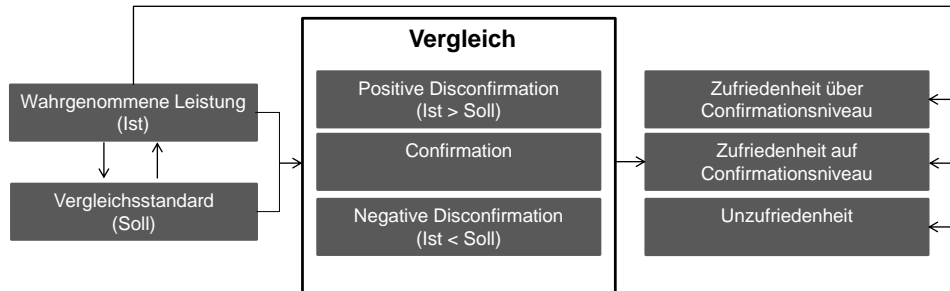 Vergleich
Wahrgenommene Leistung
(Ist)
Vergleichsstandard
(Soll)
Positive Disconfirmation
(Ist > Soll)
Confirmation
Negative Disconfirmation
(Ist < Soll)
Zufriedenheit über
Confirmationsniveau
Zufriedenheit auf
Confirmationsniveau
Unzufriedenheit